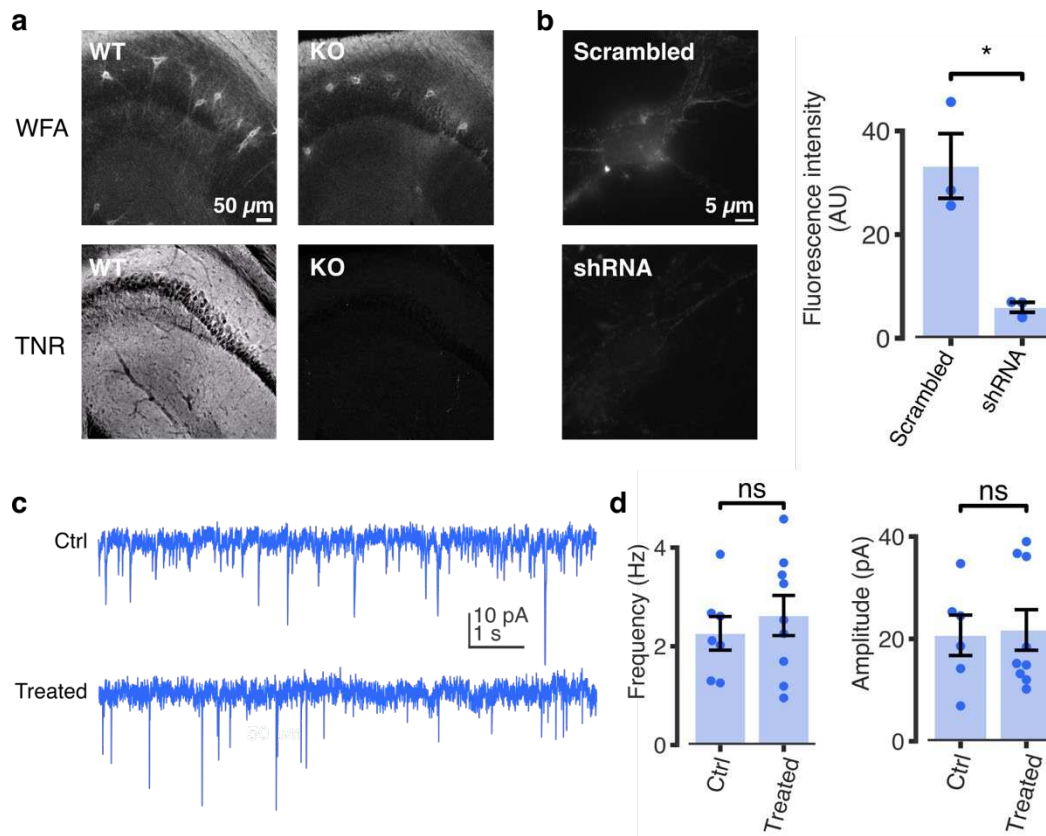 a
WT
KO
WFA
50 µm
TNR
WT
KO
b
Scrambled
5 µm
shRNA
*
Fluorescence intensity
(AU)
40
20
0
Scrambled
shRNA
c
Ctrl
10 pA
1 s
Treated
50 µm
d
ns
Frequency (Hz)
4
2
0
Ctrl
Treated
ns
Amplitude (pA)
40
20
0
Ctrl
Treated